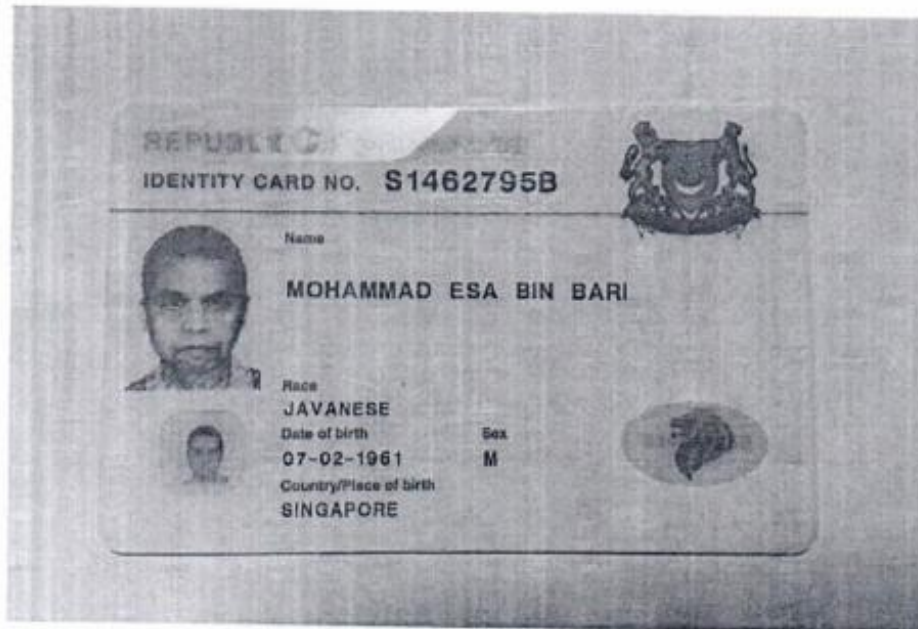 REPUBLIC
IDENTITY CARD NO. S1462795B
Name
MOHAMMAD ESA BIN BARI
Race
JAVANESE
Date of birth Sex
07-02-1961 M
Country/Place of birth
SINGAPORE